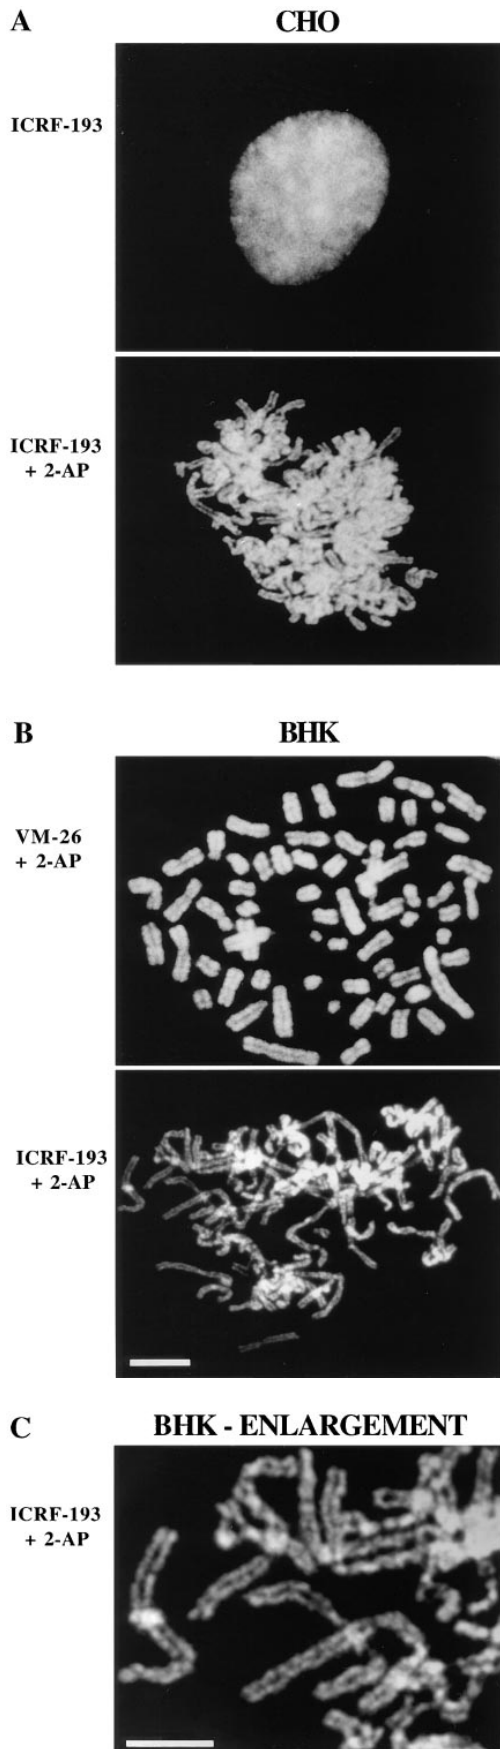 A CHO
ICRF-193
ICRF-193
+ 2-AP
B BHK
VM-26
+ 2-AP
ICRF-193
+ 2-AP
C BHK - ENLARGEMENT
ICRF-193
+ 2-AP